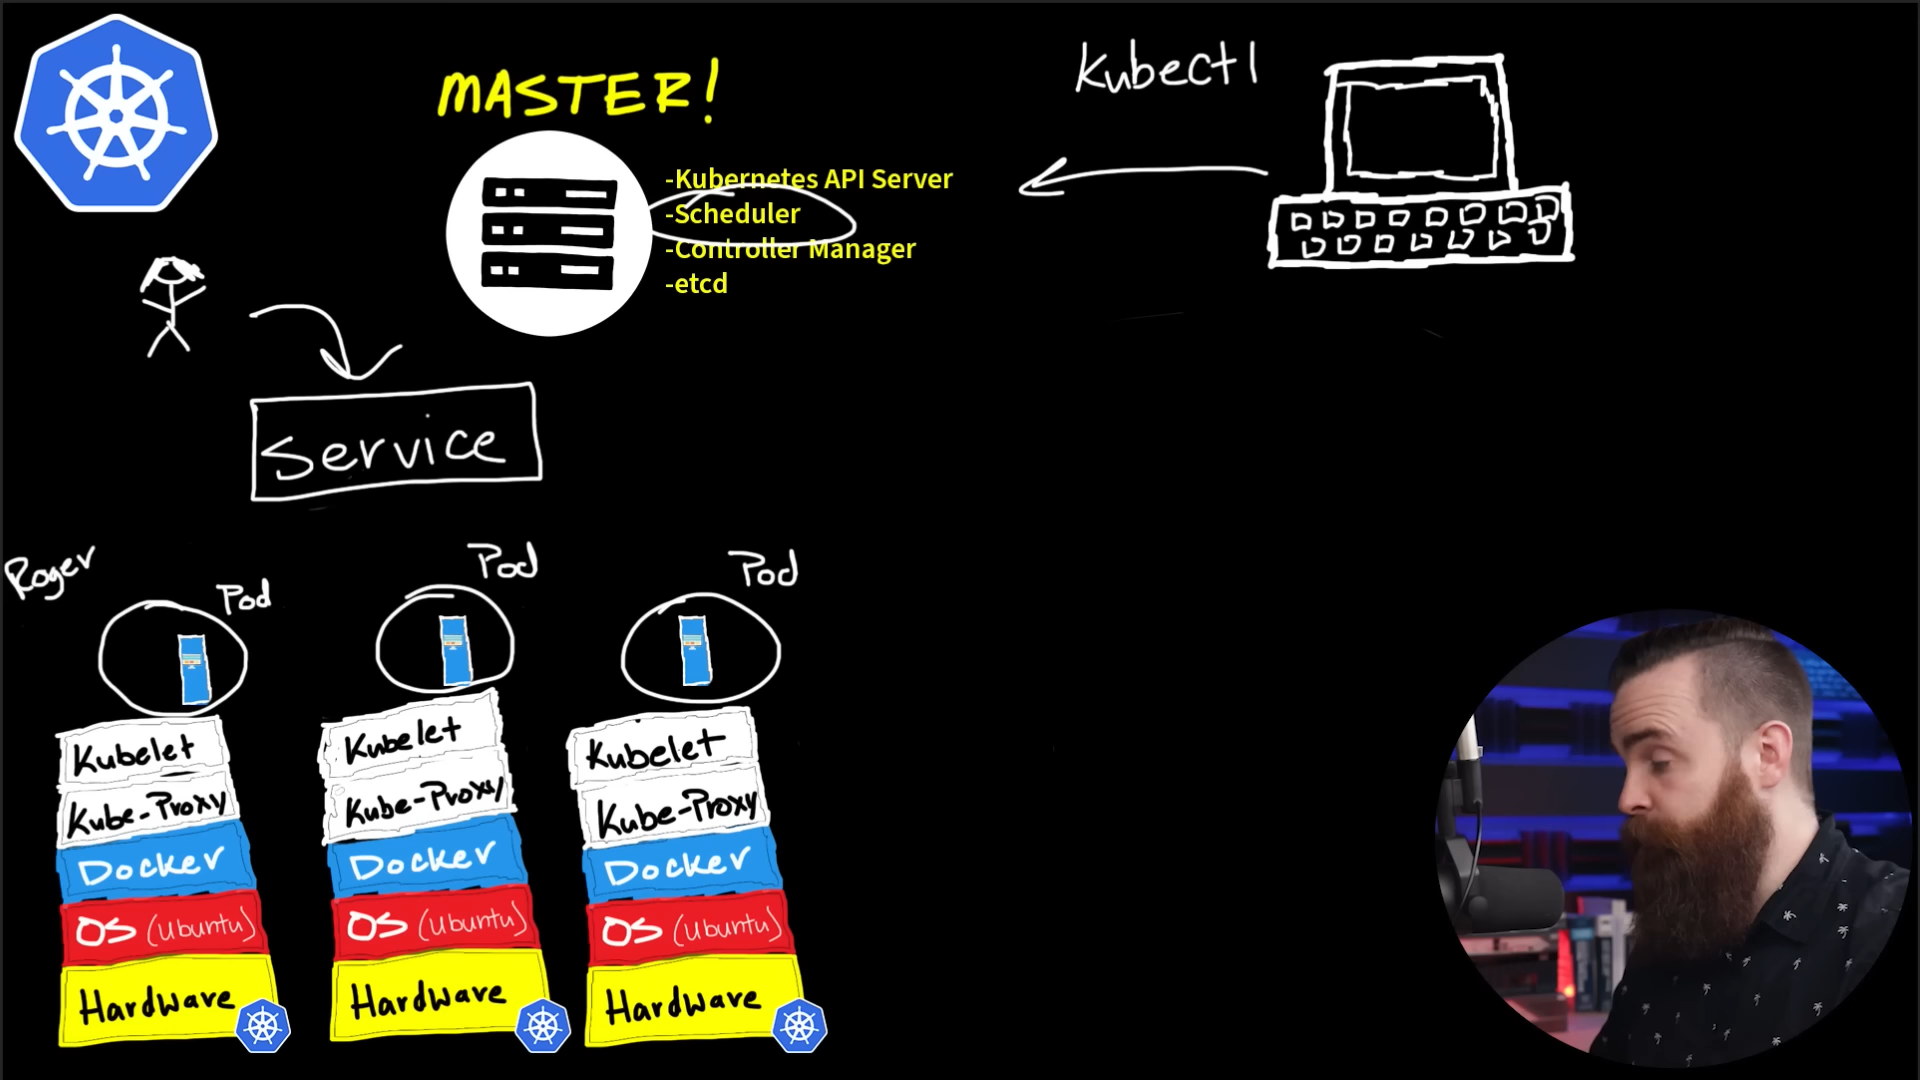 MASTER!
Kubectl
-Kubernetes API Server
-Scheduler
-Controller Manager
-etcd
Service
Roger
Pod
Pod
Pod
Kubelet
Kube-Proxy
Docker
OS (Ubuntu)
Hardware
Kubelet
Kube-Proxy
Docker
OS (Ubuntu)
Hardware
Kubelet
Kube-Proxy
Docker
OS (Ubuntu)
Hardware